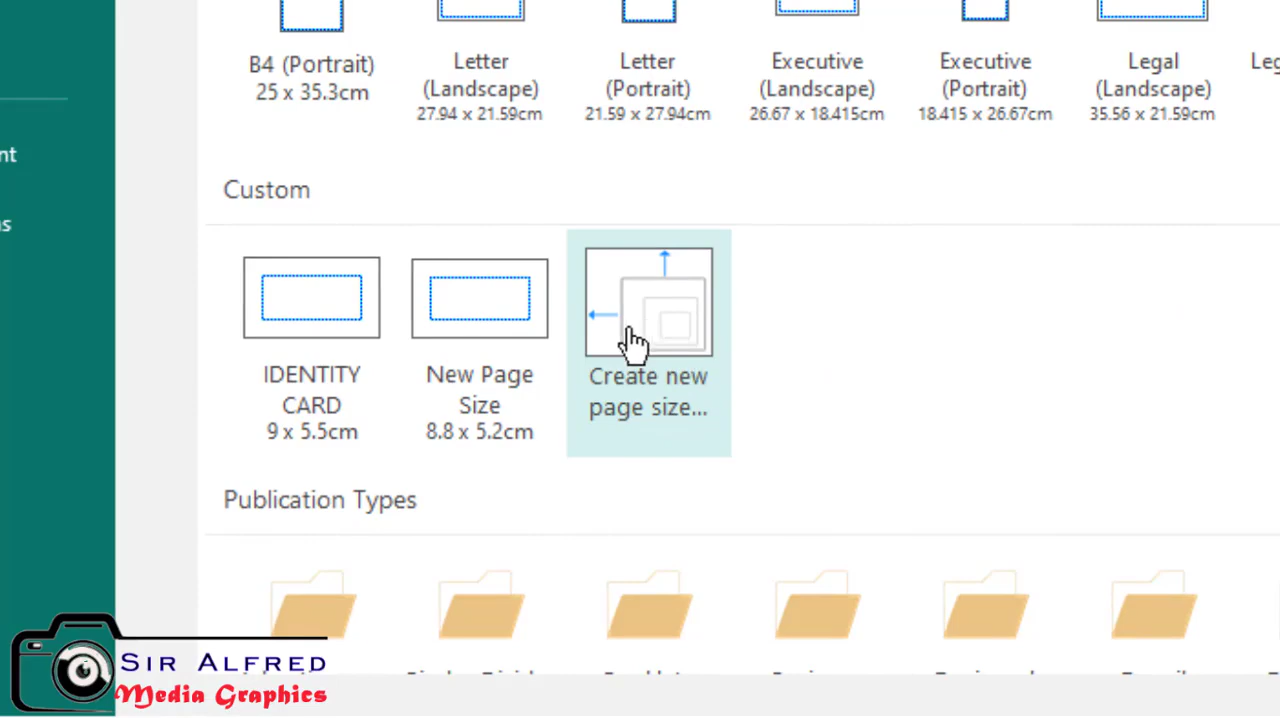 B4 (Portrait)
25 x 35.3cm
Letter
(Landscape)
27.94 x 21.59cm
Letter
(Portrait)
21.59 x 27.94cm
Executive
(Landscape)
26.67 x 18.415cm
Executive
(Portrait)
18.415 x 26.67cm
Legal
(Landscape)
35.56 x 21.59cm
Custom
IDENTITY
CARD
9 x 5.5cm
New Page
Size
8.8 x 5.2cm
Create new
page size...
Publication Types
SIR ALFRED
Media Graphics